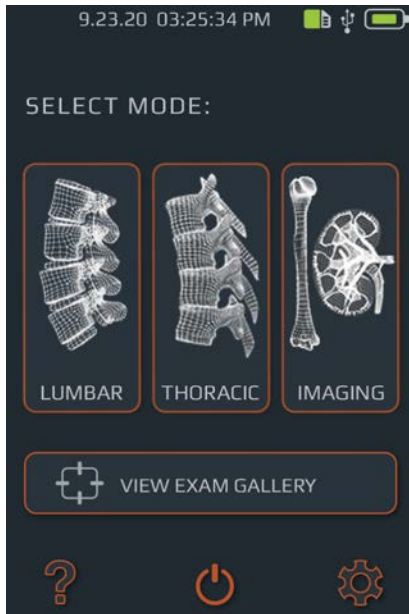 9.23.20 03:25:34 PM
SELECT MODE:
LUMBAR THORACIC IMAGING
VIEW EXAM GALLERY
?